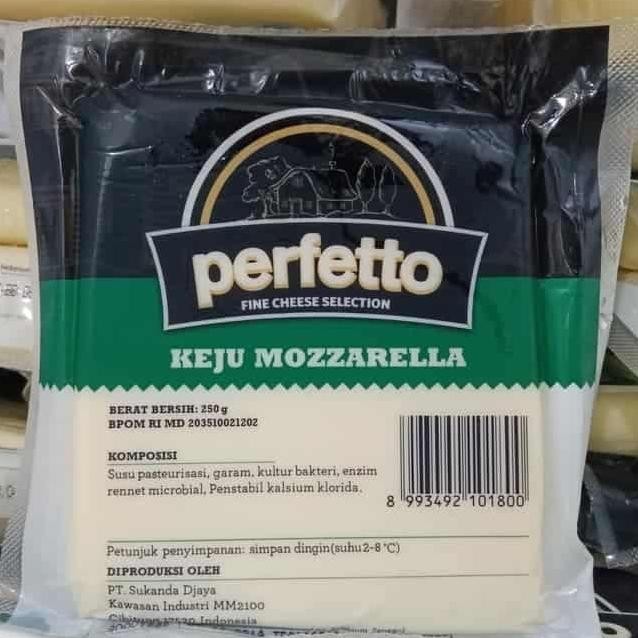 perfetto
FINE CHEESE SELECTION
KEJU MOZZARELLA
BERAT BERSIH: 250 g
BPOM RI MD 203510021202
KOMPOSISI
Susu pasteurisasi, garam, kultur bakteri, enzim
rennet microbial, Penstabil kalsium klorida.
8 993492 101800
Petunjuk penyimpanan: simpan dingin(suhu 2-8 °C)
DIPRODUKSI OLEH
PT. Sukanda Djaya
Kawasan Industri MM2100
Cibitung 17520 Indonesia